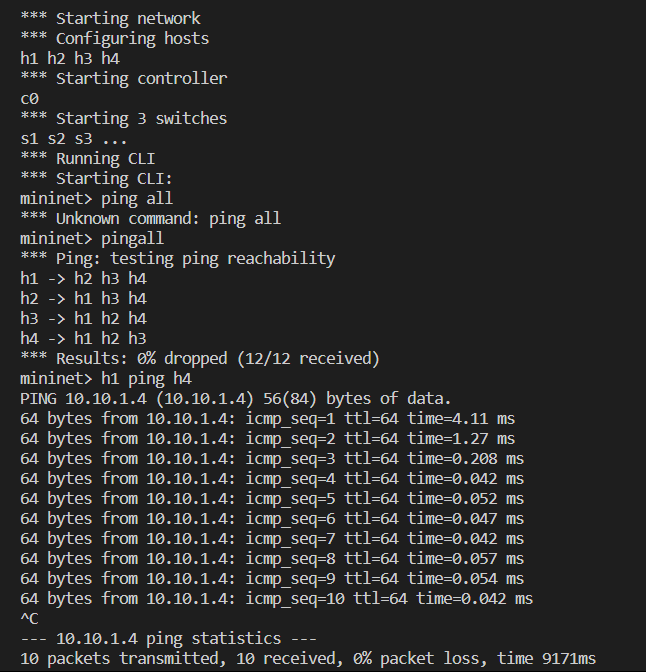 *** Starting network
*** Configuring hosts
h1 h2 h3 h4
*** Starting controller
c0
*** Starting 3 switches
s1 s2 s3 ...
*** Running CLI
*** Starting CLI:
mininet> ping all
*** Unknown command: ping all
mininet> pingall
*** Ping: testing ping reachability
h1 -> h2 h3 h4
h2 -> h1 h3 h4
h3 -> h1 h2 h4
h4 -> h1 h2 h3
*** Results: 0% dropped (12/12 received)
mininet> h1 ping h4
PING 10.10.1.4 (10.10.1.4) 56(84) bytes of data.
64 bytes from 10.10.1.4: icmp_seq=1 ttl=64 time=4.11 ms
64 bytes from 10.10.1.4: icmp_seq=2 ttl=64 time=1.27 ms
64 bytes from 10.10.1.4: icmp_seq=3 ttl=64 time=0.208 ms
64 bytes from 10.10.1.4: icmp_seq=4 ttl=64 time=0.042 ms
64 bytes from 10.10.1.4: icmp_seq=5 ttl=64 time=0.052 ms
64 bytes from 10.10.1.4: icmp_seq=6 ttl=64 time=0.047 ms
64 bytes from 10.10.1.4: icmp_seq=7 ttl=64 time=0.042 ms
64 bytes from 10.10.1.4: icmp_seq=8 ttl=64 time=0.057 ms
64 bytes from 10.10.1.4: icmp_seq=9 ttl=64 time=0.054 ms
64 bytes from 10.10.1.4: icmp_seq=10 ttl=64 time=0.042 ms
^C
--- 10.10.1.4 ping statistics ---
10 packets transmitted, 10 received, 0% packet loss, time 9171ms